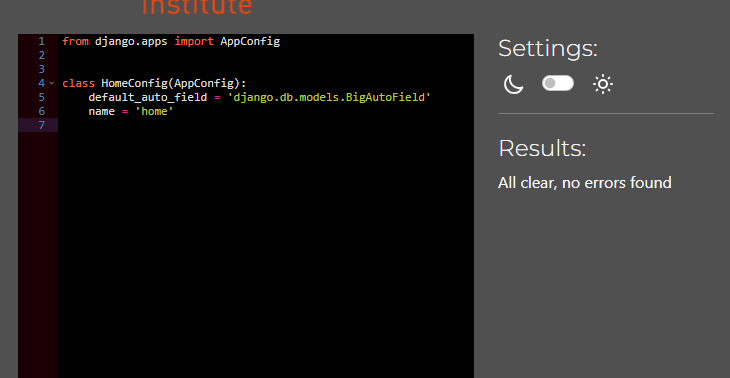 institute
1 from django.apps import AppConfig
2
3
4 class HomeConfig(AppConfig):
5     default_auto_field = 'django.db.models.BigAutoField'
6     name = 'home'
7
Settings:
Results:
All clear, no errors found